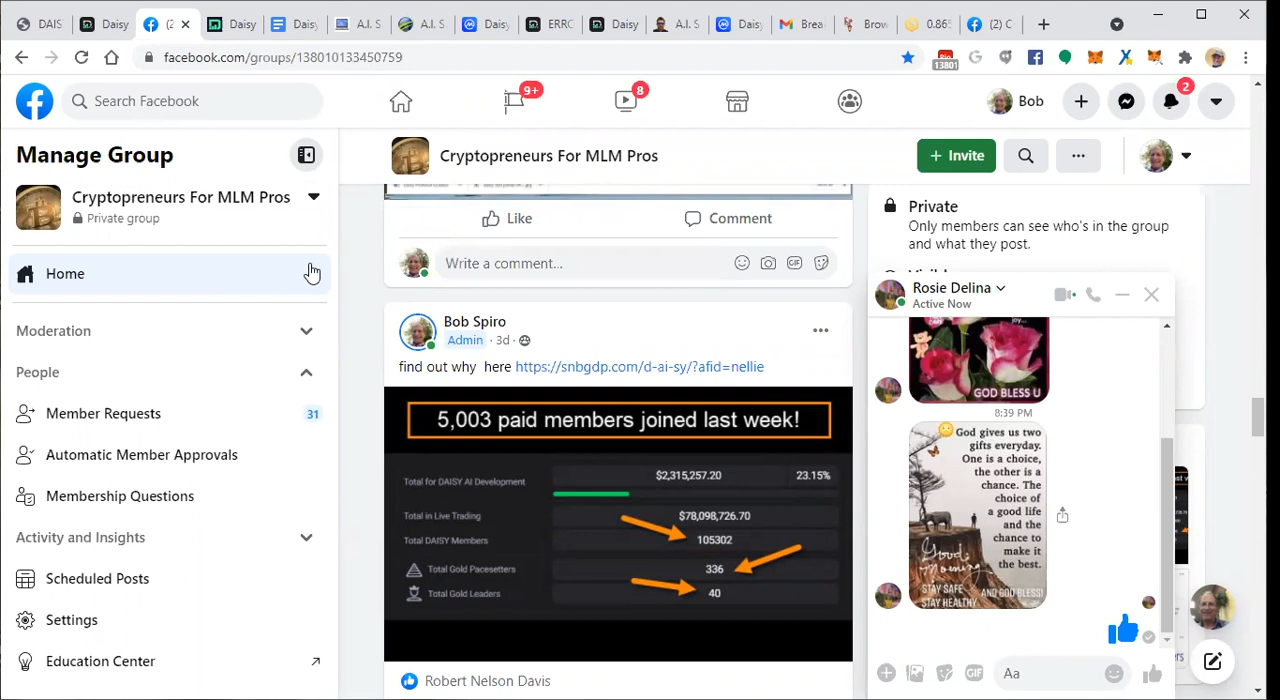 DAIS
Daisy
(2
Daisy
Daisy
A.I. S
A.I. S
Daisy
ERRC
Daisy
A.I. S
Daisy
Brea
Brow
0.865
(2) C
facebook.com/groups/138010133450759
13801
Search Facebook
9+
8
Bob
2
Manage Group
Cryptopreneurs For MLM Pros
Private group
Home
Moderation
People
Member Requests
31
Automatic Member Approvals
Membership Questions
Activity and Insights
Scheduled Posts
Settings
Education Center
Cryptopreneurs For MLM Pros
+ Invite
Like
Comment
Write a comment...
GIF
Bob Spiro
Admin · 3d ·
find out why here https://snbgdp.com/d-ai-sy/?afid=nellie
5,003 paid members joined last week!
Total for DAISY AI Development
$2,315,257.20
23.15%
Total in Live Trading
$78,098,726.70
Total DAISY Members
105302
Total Gold Pacesetters
336
Total Gold Leaders
40
Robert Nelson Davis
Private
Only members can see who's in the group
and what they post.
Rosie Delina
Active Now
joy...
GOD BLESS U
8:39 PM
God gives us two
gifts everyday.
One is a choice,
the other is a
chance. The
choice of
a good life
and the
chance to
make it
the best.
Good
Morning
STAY SAFE
STAY HEALTHY
AND GOD BLESS!
GIF
Aa